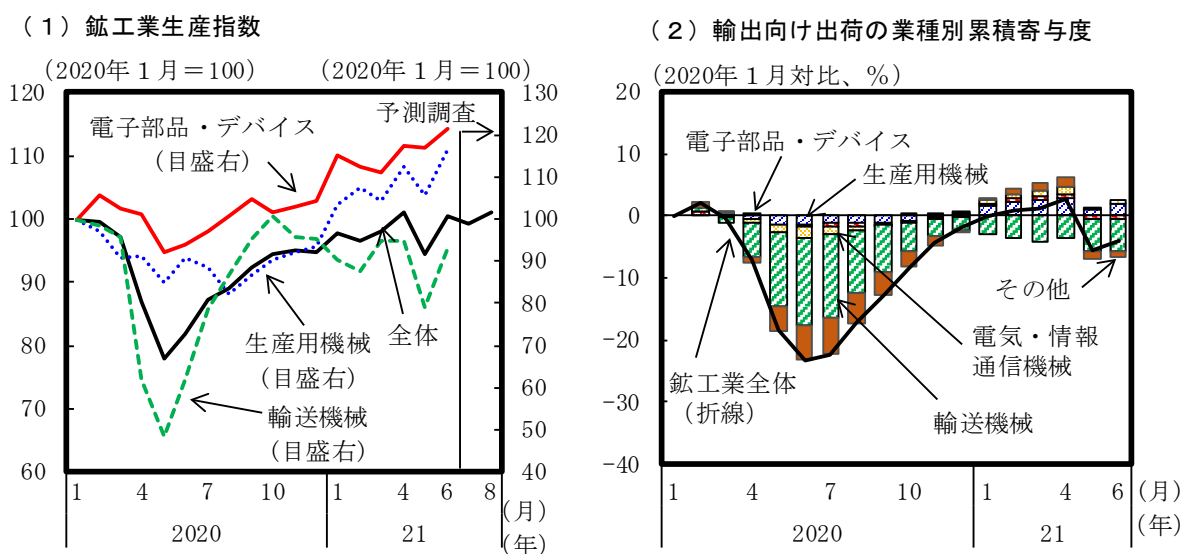 （１）鉱工業生産指数
(2020年１月＝100)
(2020年１月＝100)
120
110
100
90
80
70
60
130
120
110
100
90
80
70
60
50
40
予測調査
電子部品・デバイス
(目盛右)
全体
生産用機械
(目盛右)
輸送機械
(目盛右)
1
4
7
10
1
4
6
8
(月)
2020
21
(年)
（２）輸出向け出荷の業種別累積寄与度
(2020年１月対比、%)
20
10
0
-10
-20
-30
-40
電子部品・デバイス
生産用機械
その他
電気・情報
通信機械
鉱工業全体
(折線)
輸送機械
1
4
7
10
1
4
6
(月)
2020
21
(年)